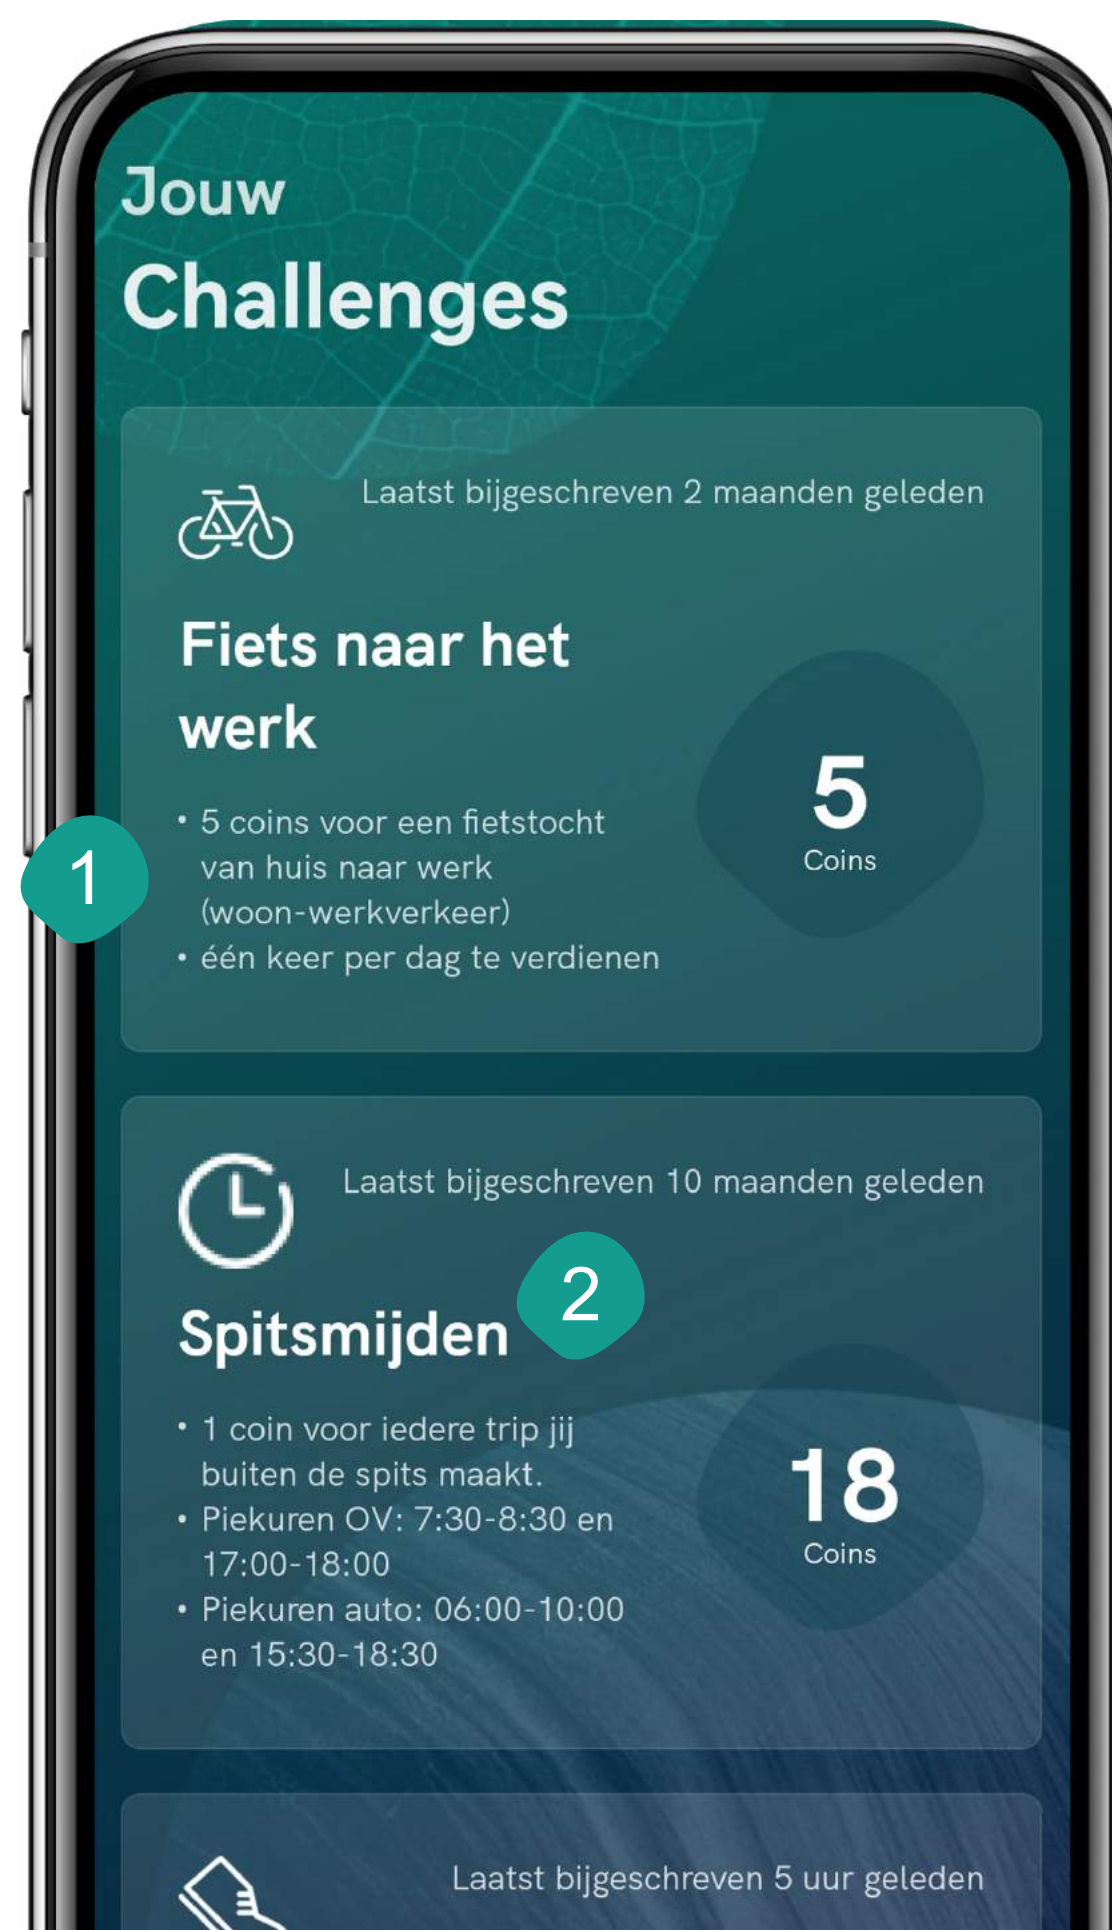 Jouw
Challenges
Laatst bijgeschreven 2 maanden geleden
Fiets naar het
werk
5
Coins
• 5 coins voor een fietstocht
van huis naar werk
(woon-werkverkeer)
• één keer per dag te verdienen
1
Laatst bijgeschreven 10 maanden geleden
2
Spitsmijden
• 1 coin voor iedere trip jij
buiten de spits maakt.
• Piekuren OV: 7:30-8:30 en
17:00-18:00
• Piekuren auto: 06:00-10:00
en 15:30-18:30
18
Coins
Laatst bijgeschreven 5 uur geleden